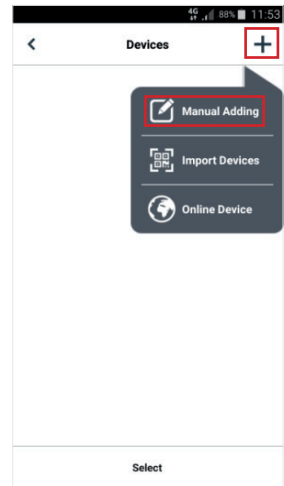 4G 88% 11:53
Devices
Manual Adding
Import Devices
Online Device
Select